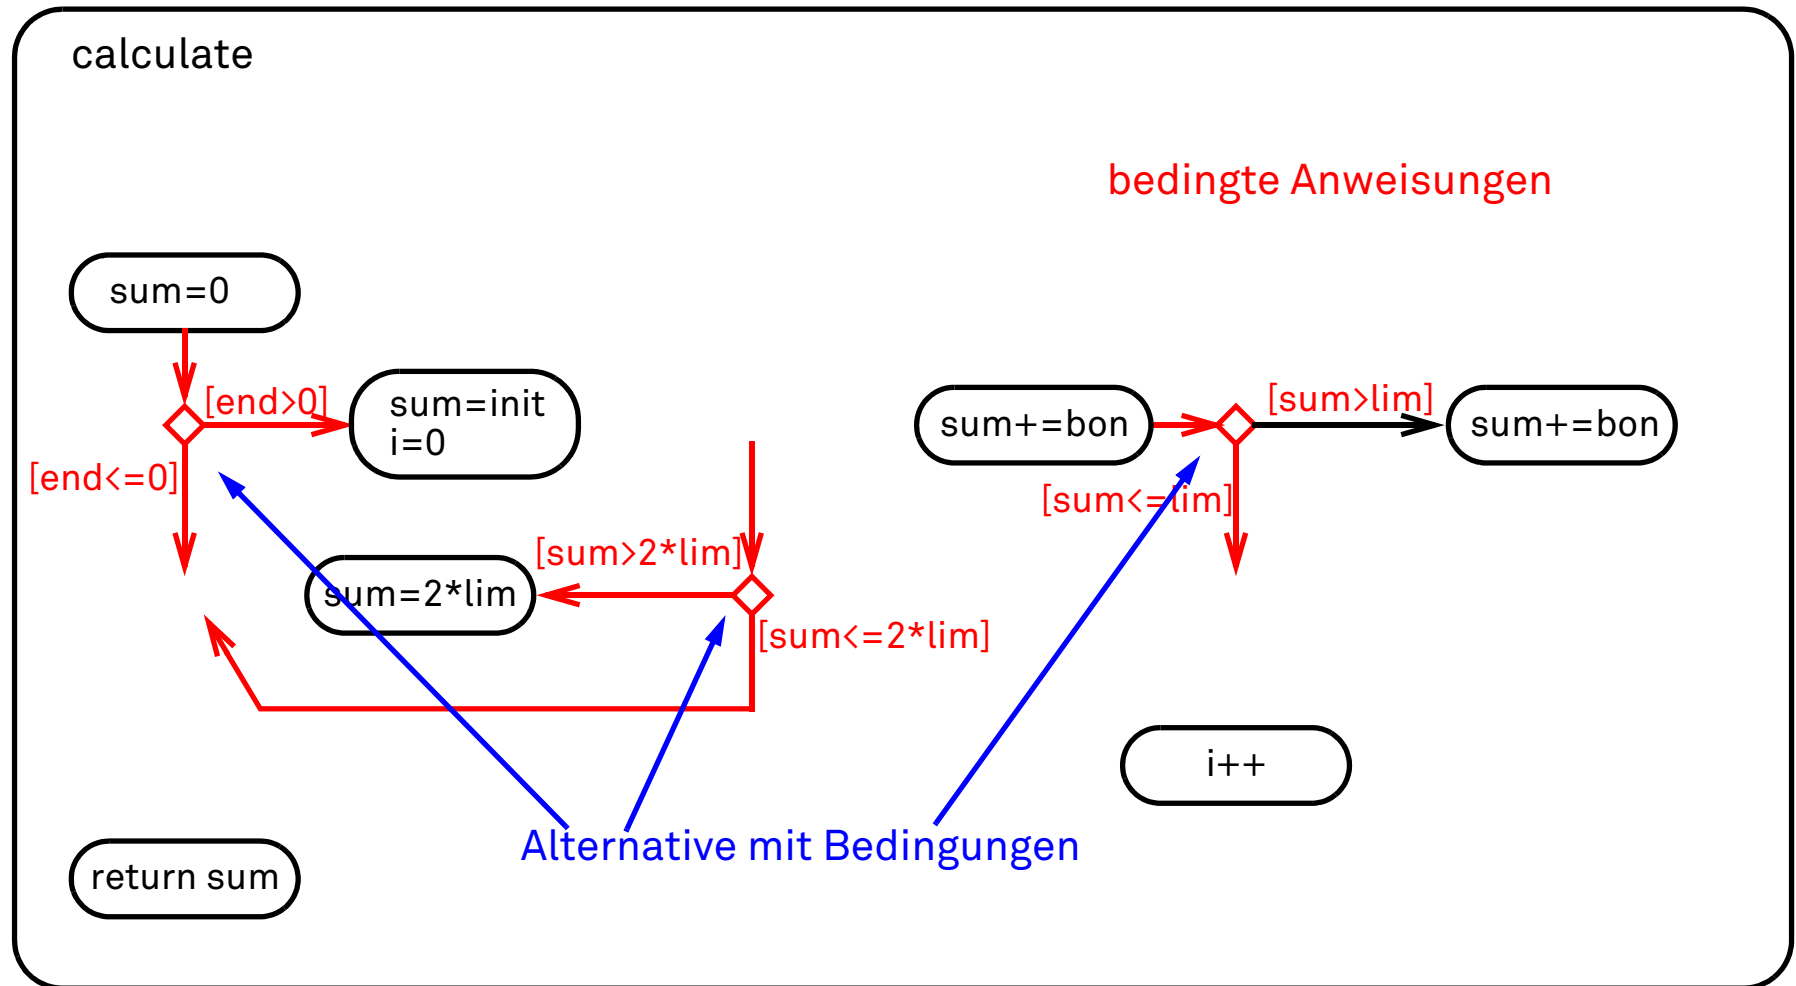 calculate
bedingte Anweisungen
sum=0
[end>0]
sum=init
i=0
sum+=bon
[sum>lim]
sum+=bon
[end<=0]
[sum<=lim]
[sum>2*lim]
sum=2*lim
[sum<=2*lim]
i++
Alternative mit Bedingungen
return sum